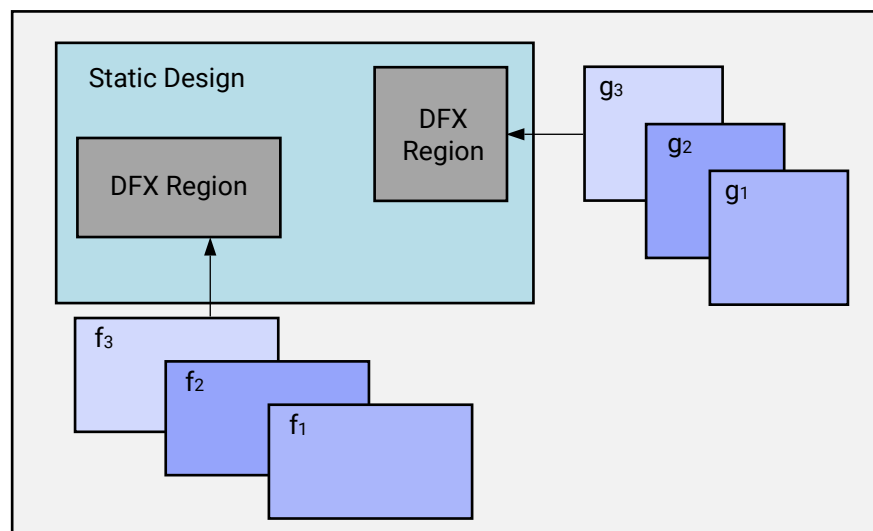 Static Design
DFX
Region
DFX Region
g3
g2
g1
f3
f2
f1